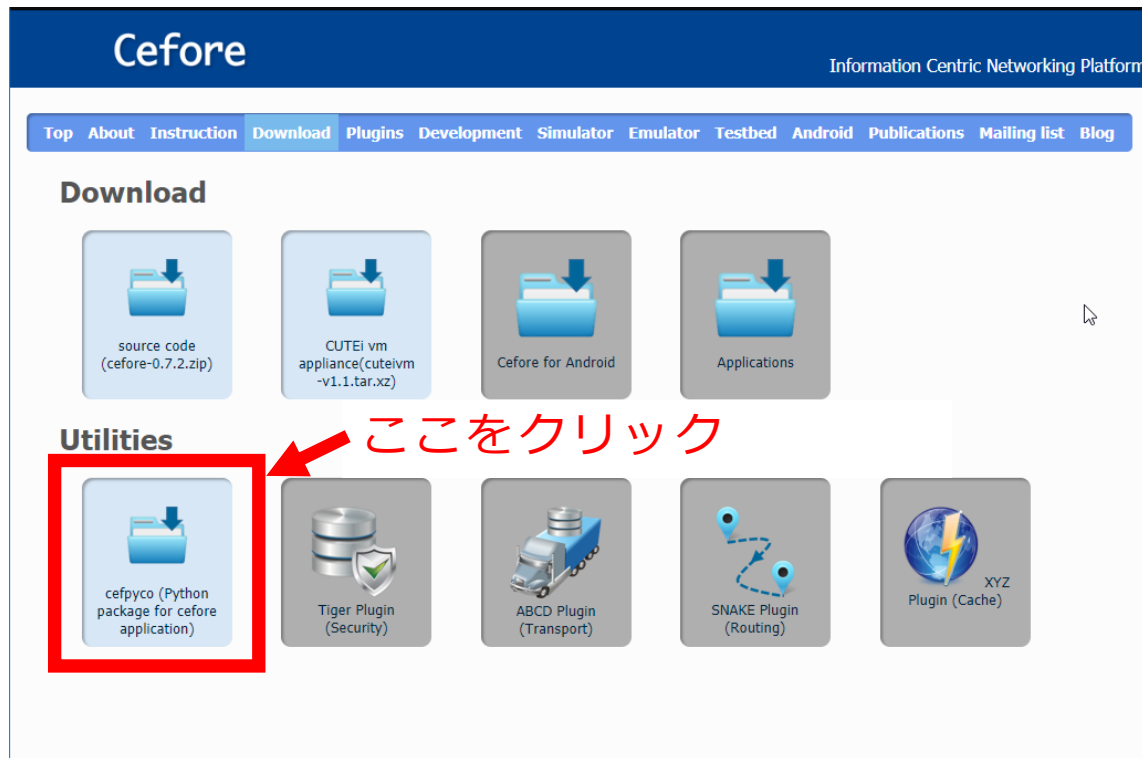 Cefore
Information Centric Networking Platform
Top About Instruction Download Plugins Development Simulator Emulator Testbed Android Publications Mailing list Blog
Download
source code
(cefore-0.7.2.zip)
CUTEi vm
appliance(cuteivm
-v1.1.tar.xz)
Cefore for Android
Applications
Utilities
ここをクリック
cefpyco (Python
package for cefore
application)
Tiger Plugin
(Security)
ABCD Plugin
(Transport)
SNAKE Plugin
(Routing)
XYZ
Plugin (Cache)